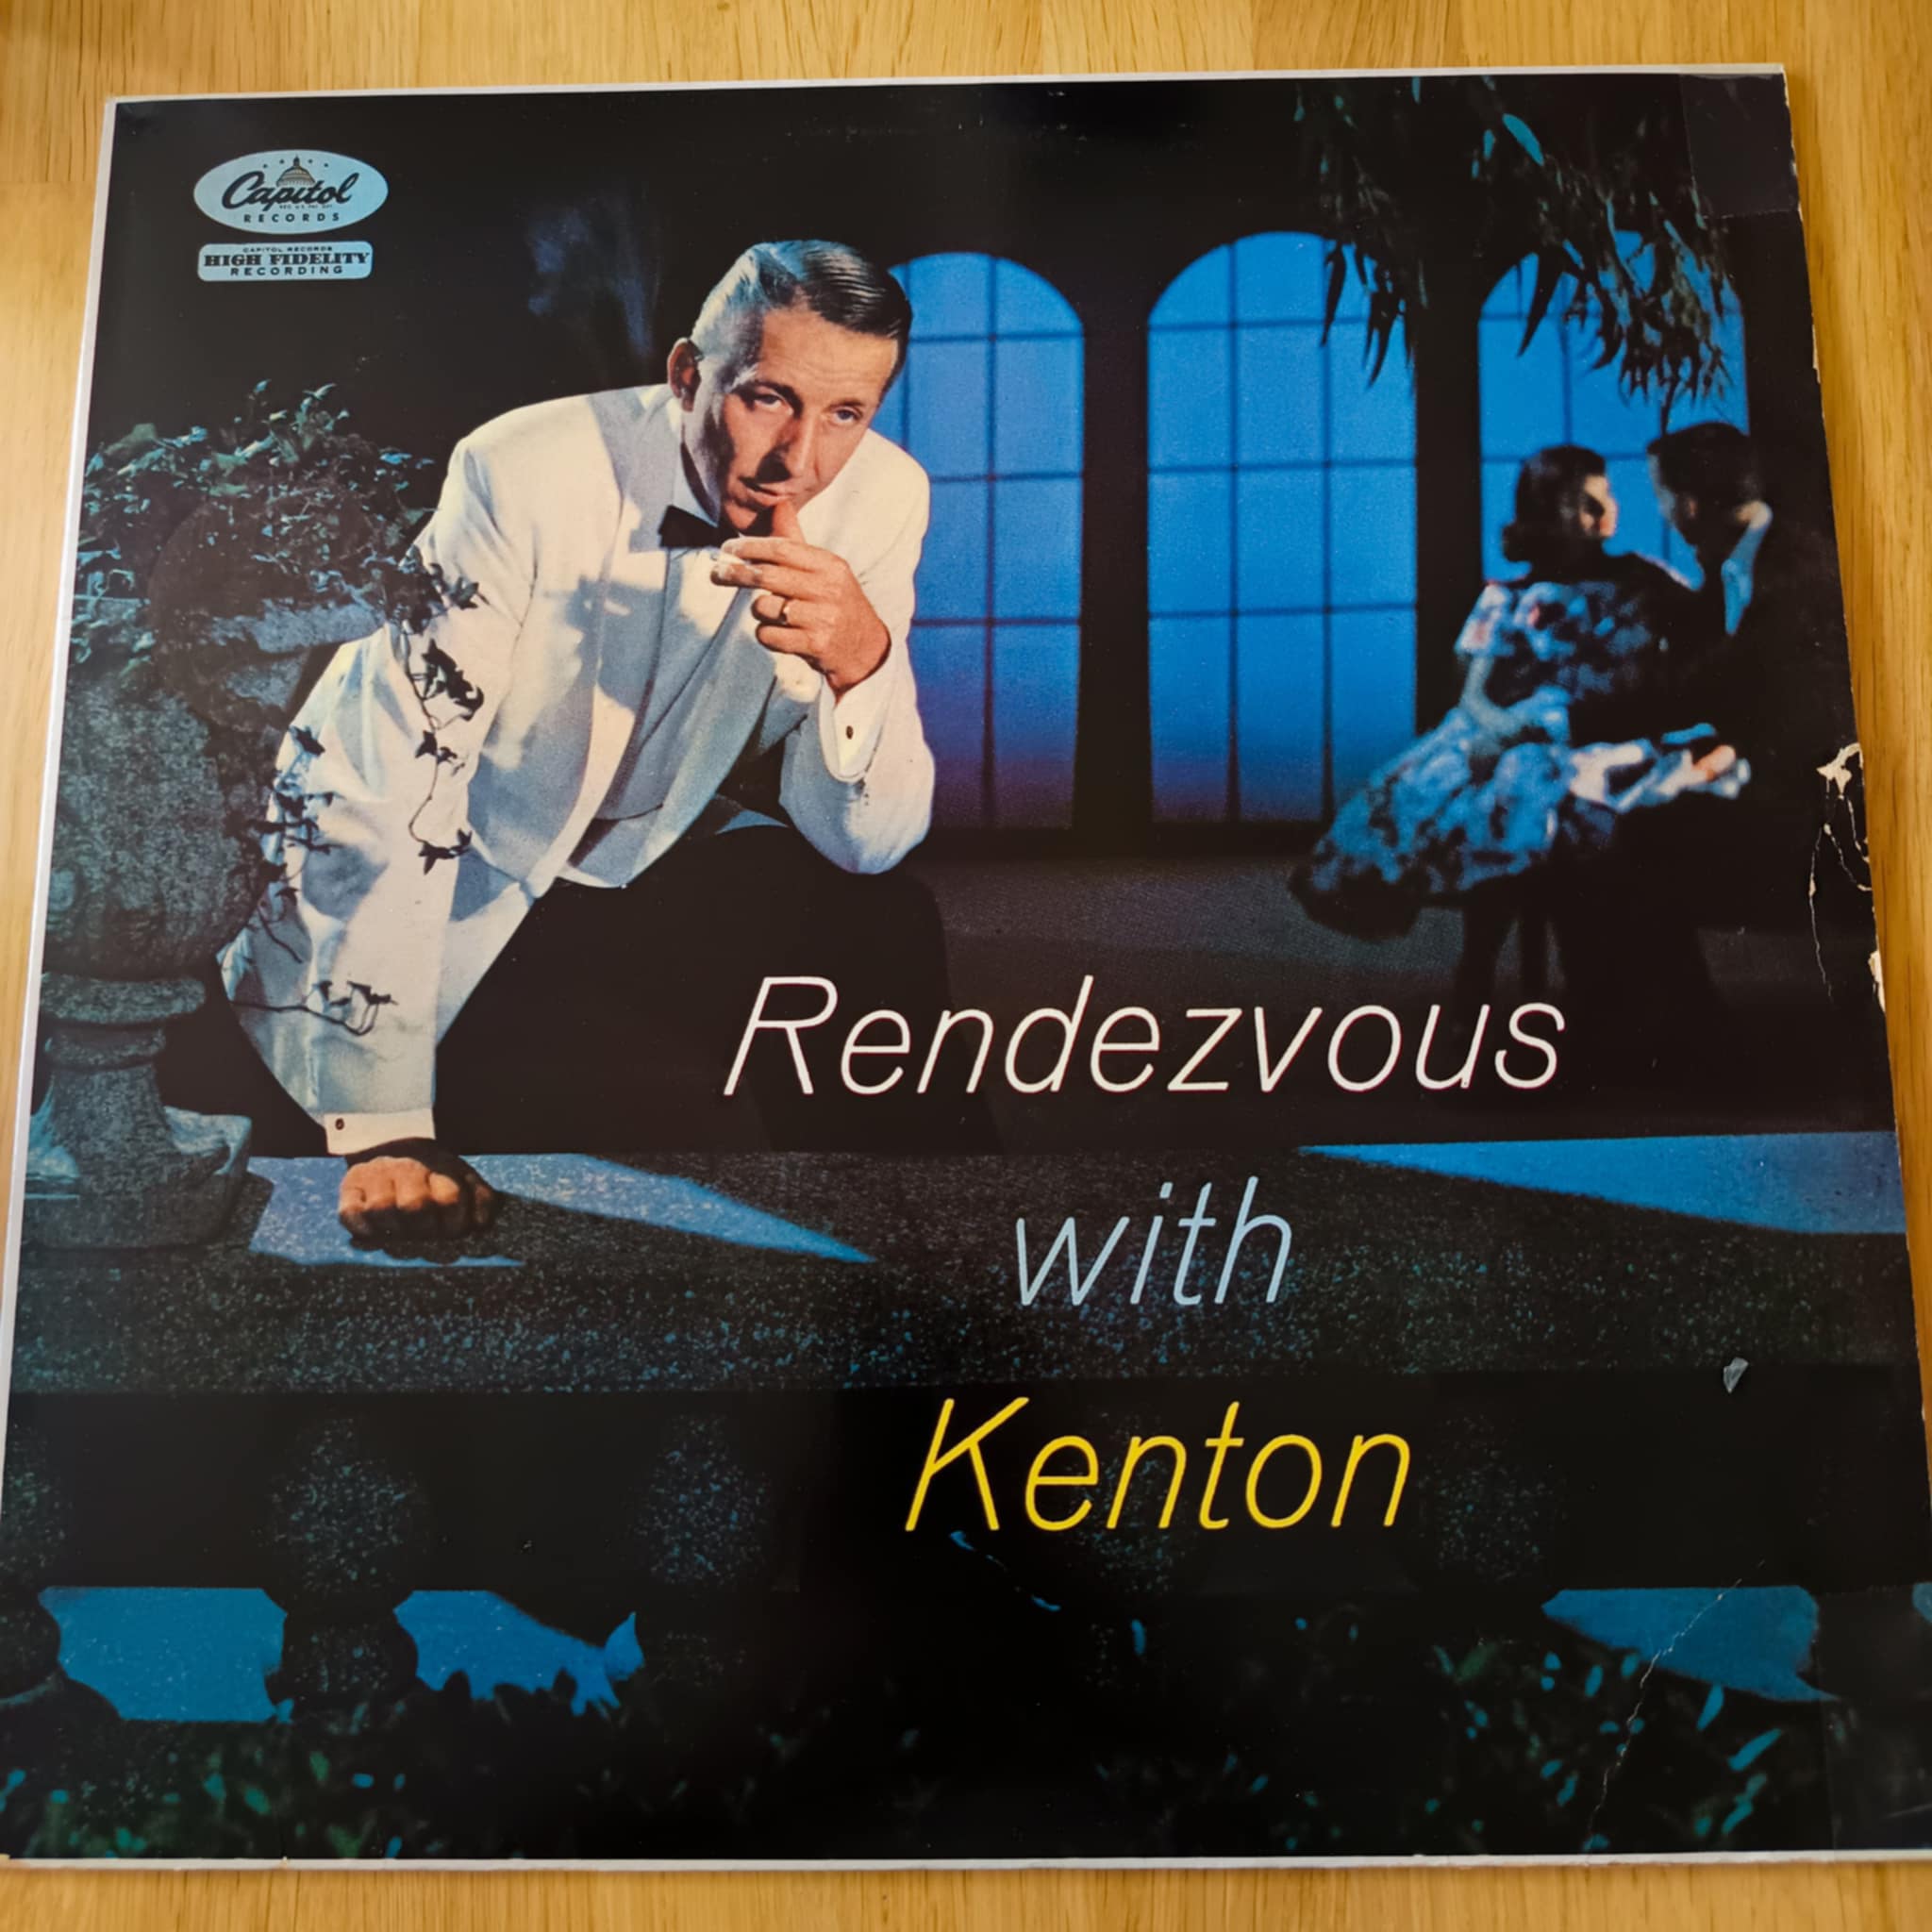 Capitol
RECORDS
CAPITOL RECORDS
HIGH FIDELITY
RECORDING
Rendezvous
with
Kenton